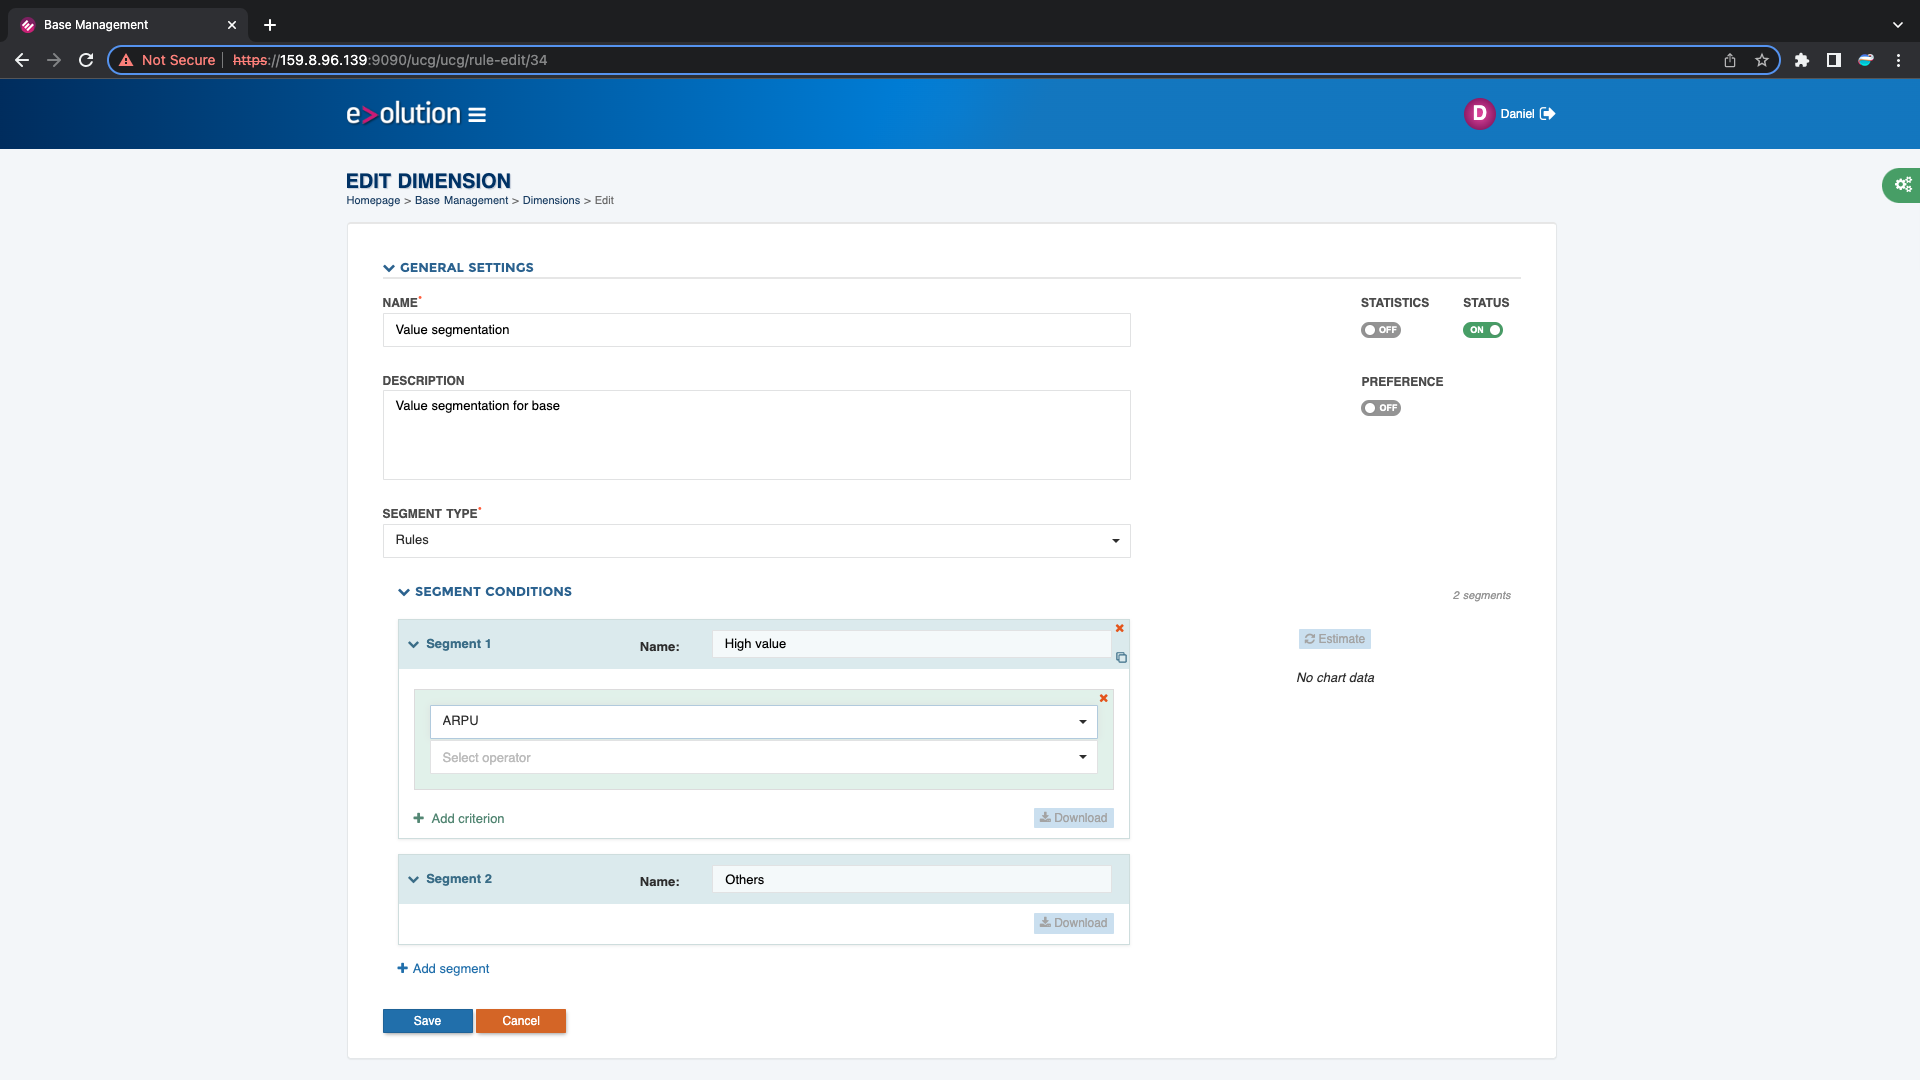 Base Management
Not Secure https://159.8.96.139:9090/ucg/ucg/rule-edit/34
e>olution
D Daniel
EDIT DIMENSION
Homepage > Base Management > Dimensions > Edit
GENERAL SETTINGS
NAME*
STATISTICS STATUS
Value segmentation
OFF ON
DESCRIPTION
PREFERENCE
Value segmentation for base
OFF
SEGMENT TYPE*
Rules
SEGMENT CONDITIONS
2 segments
Segment 1 Name: High value
Estimate
No chart data
ARPU
Select operator
Add criterion
Download
Segment 2 Name: Others
Download
Add segment
Save Cancel